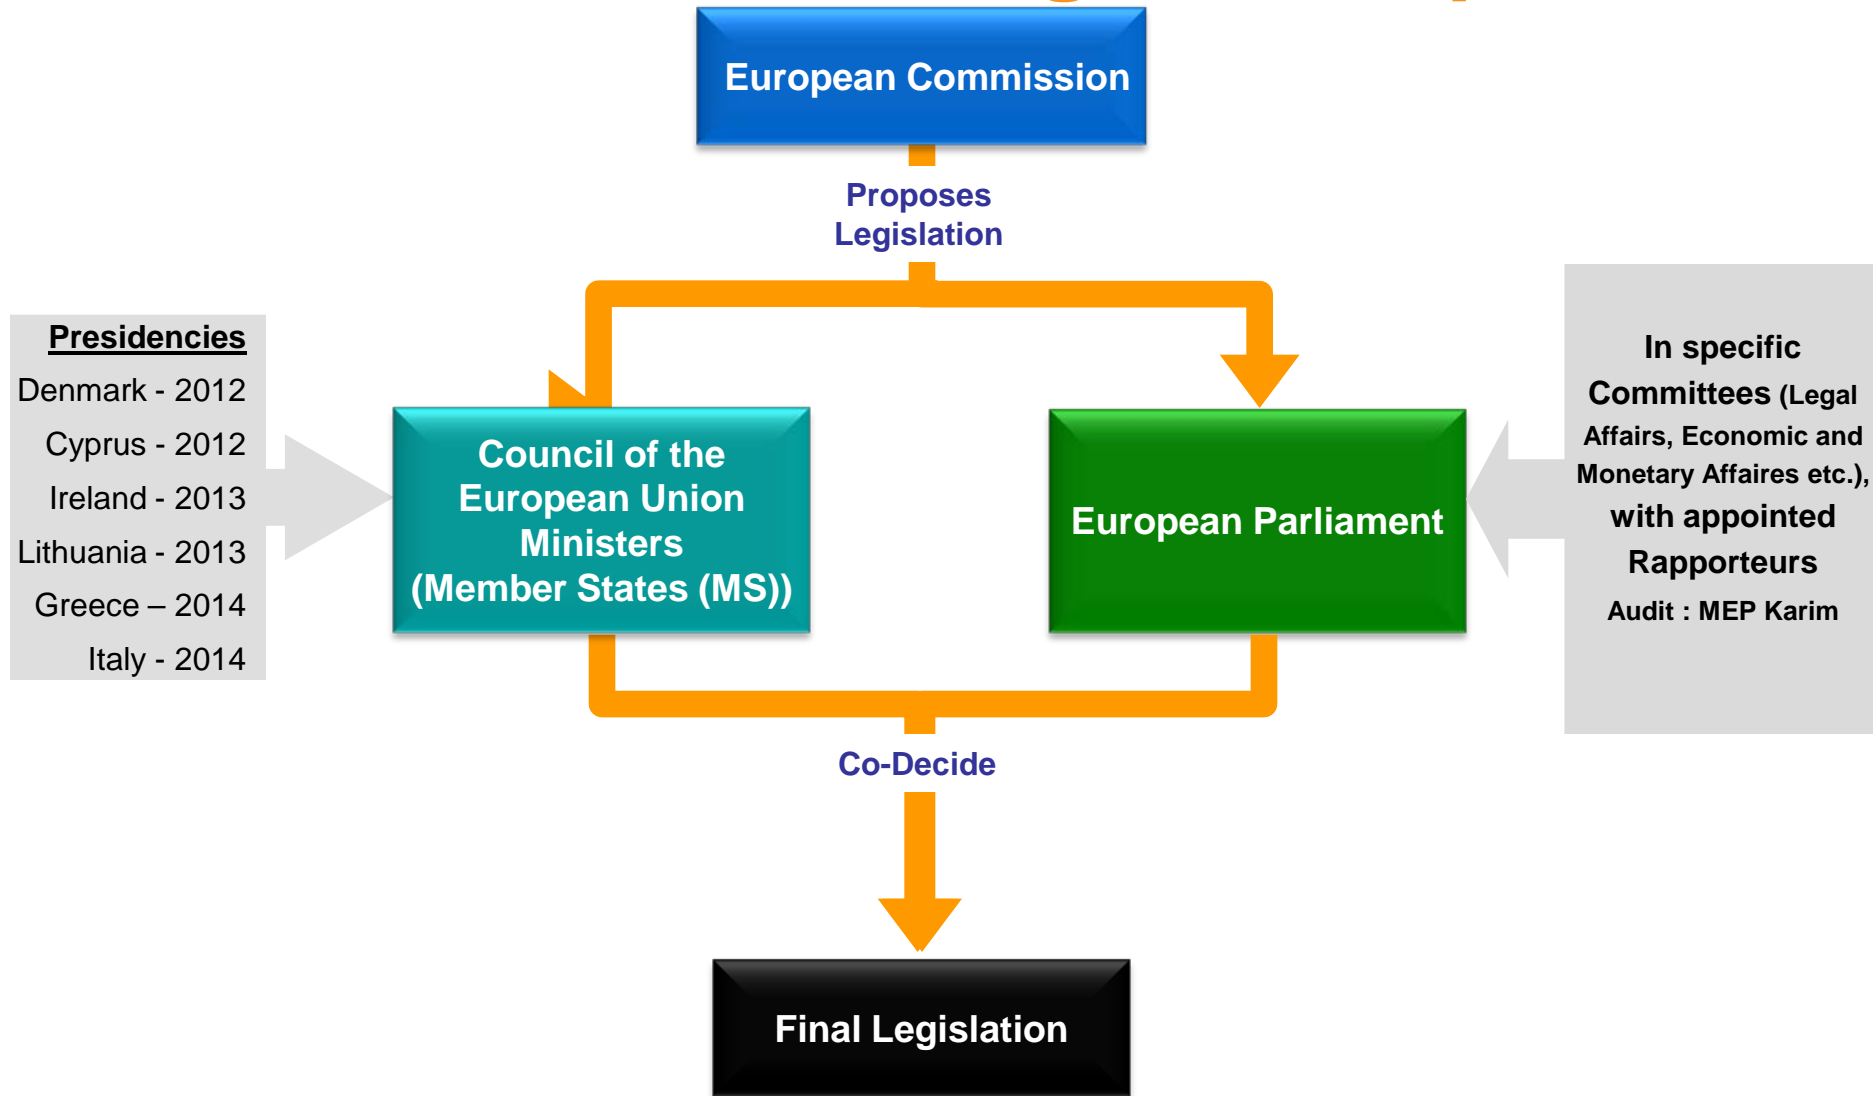 European Commission
Proposes
Legislation
Presidencies
Denmark - 2012
Cyprus - 2012
Ireland - 2013
Lithuania - 2013
Greece – 2014
Italy - 2014
Council of the
European Union
Ministers
(Member States (MS))
European Parliament
In specific
Committees (Legal
Affairs, Economic and
Monetary Affaires etc.),
with appointed
Rapporteurs
Audit : MEP Karim
Co-Decide
Final Legislation